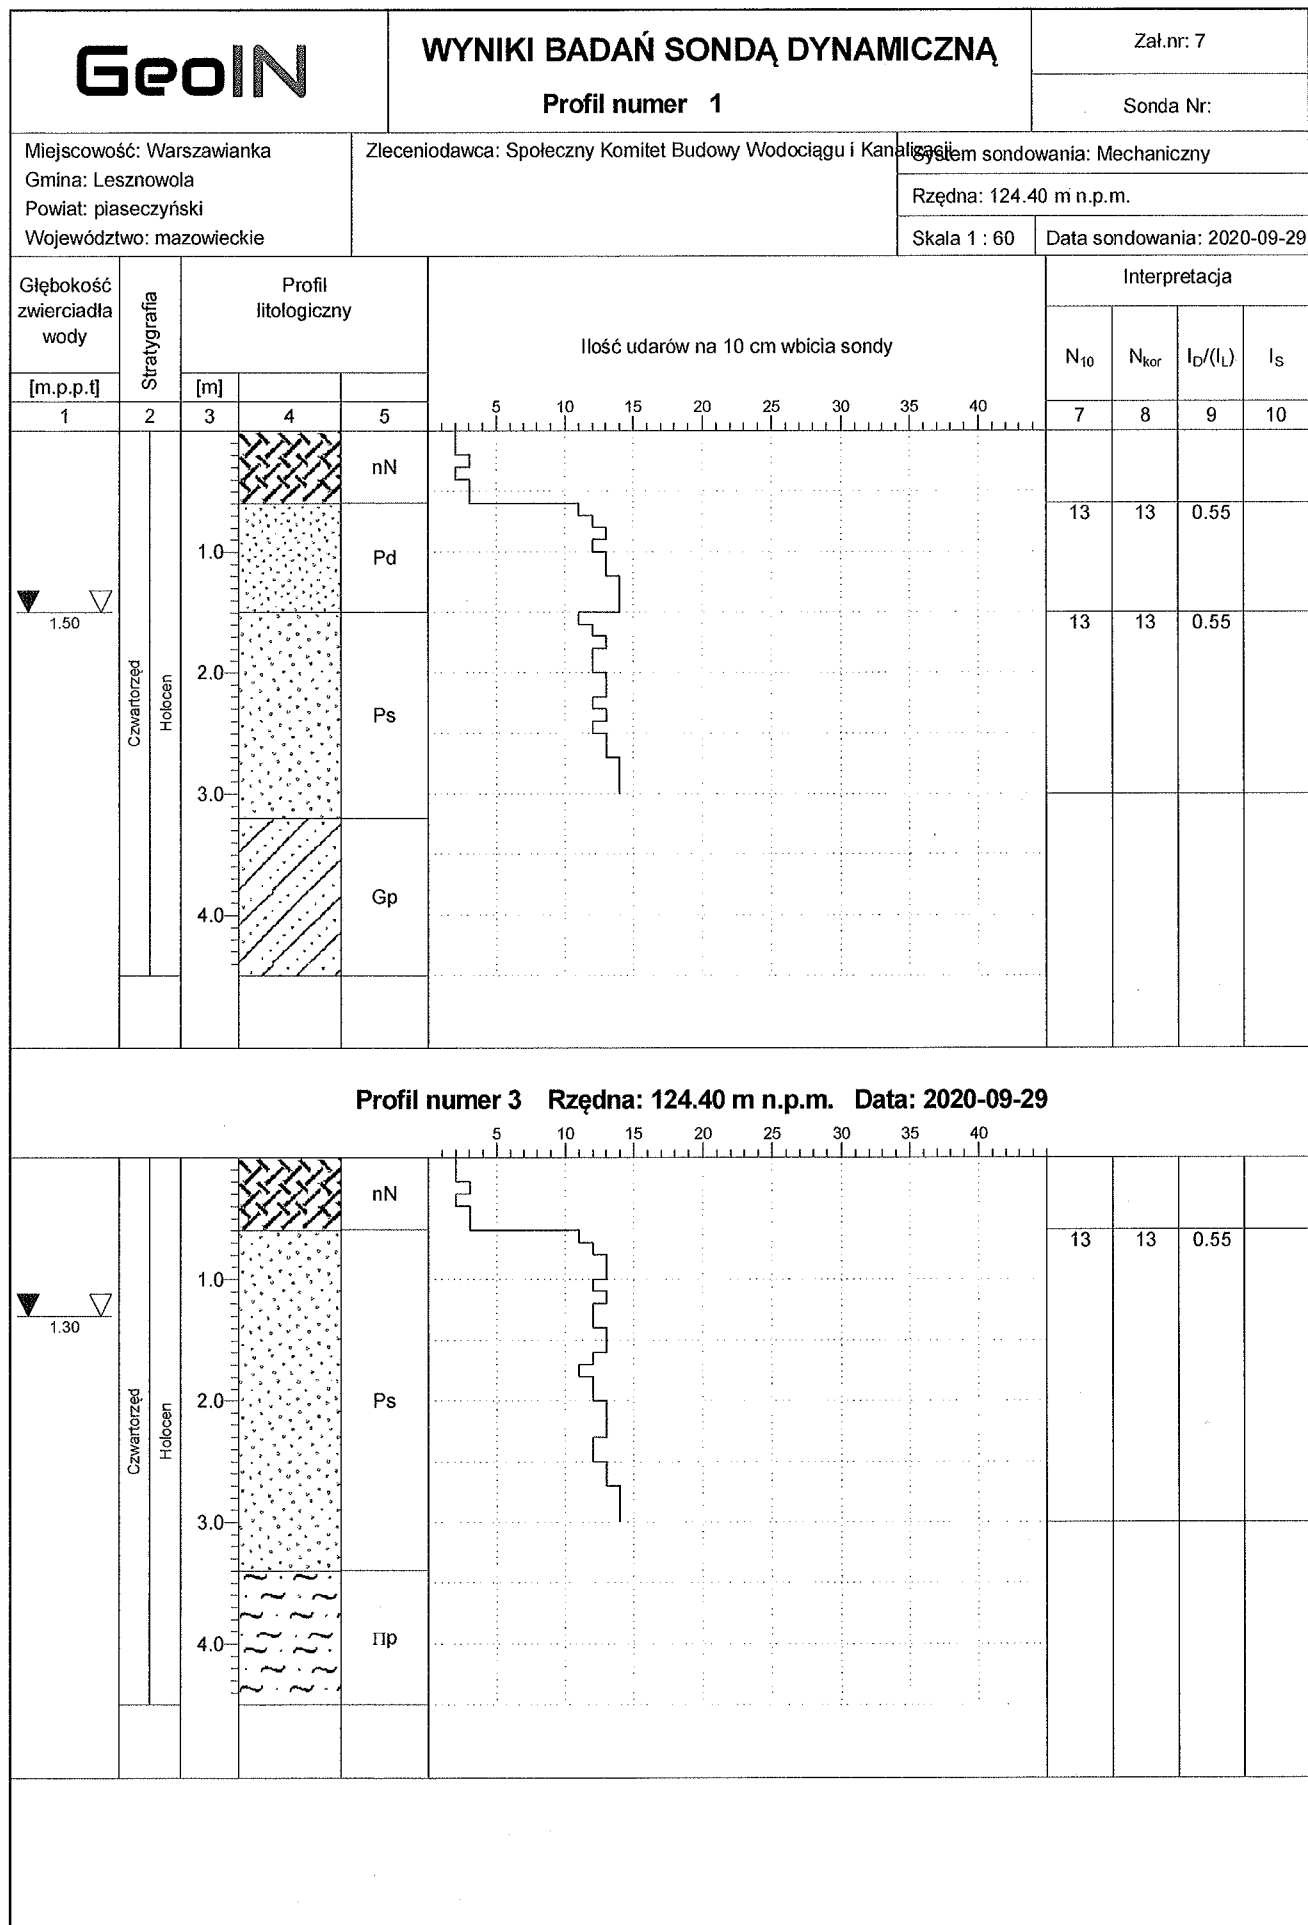 GeoIN
WYNIKI BADAŃ SONDĄ DYNAMICZNĄ
Profil numer 1
Zał.nr: 7
Sonda Nr:
Miejscowość: Warszawianka
Gmina: Lesznowola
Powiat: piaseczyński
Województwo: mazowieckie
Zleceniodawca: Społeczny Komitet Budowy Wodociągu i Kanalizacji
System sondowania: Mechaniczny
Rzędna: 124.40 m n.p.m.
Skala 1 : 60
Data sondowania: 2020-09-29
Głębokość
zwierciadła
wody
[m.p.p.t]
Stratygrafia
Profil
litologiczny
[m]
Ilość udarów na 10 cm wbicia sondy
Interpretacja
N10
Nkor
ID/(IL)
IS
1 2 3 4 5
5 10 15 20 25 30 35 40
7 8 9 10
nN
13 13 0.55
1.0
Pd
1.50
13 13 0.55
Czwartorzęd
Holocen
2.0
Ps
3.0
Gp
4.0
Profil numer 3 Rzędna: 124.40 m n.p.m. Data: 2020-09-29
5 10 15 20 25 30 35 40
nN
13 13 0.55
1.0
1.30
Czwartorzęd
Holocen
2.0
Ps
3.0
4.0
Πp